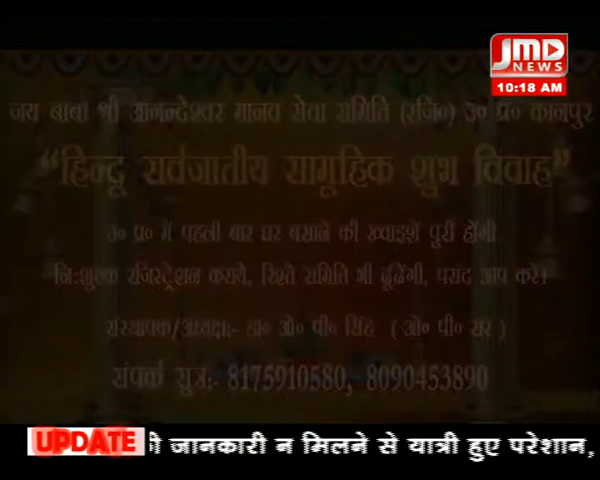 JMD
NEWS
10:18 AM
जय बाबा श्री आनन्देश्वर मानव सेवा समिति (रजि०) उ० प्र० कानपुर
“हिन्दू सर्वजातीय सामूहिक शुभ विवाह”
उ० प्र० में पहली बार घर बसाने की ख्वाइशें पुरी होंगी
नि:शुल्क रजिस्ट्रेशन कराये, रिश्ते समिति भी ढूढेंगी, पसंद आप करे।
संस्थापक/अध्यक्ष:- ओ० पी० सिंह ( ओ० पी० सर )
संपर्क सूत्र:- 8175910580, 8090453890
UPDATE जानकारी न मिलने से यात्री हुए परेशान,